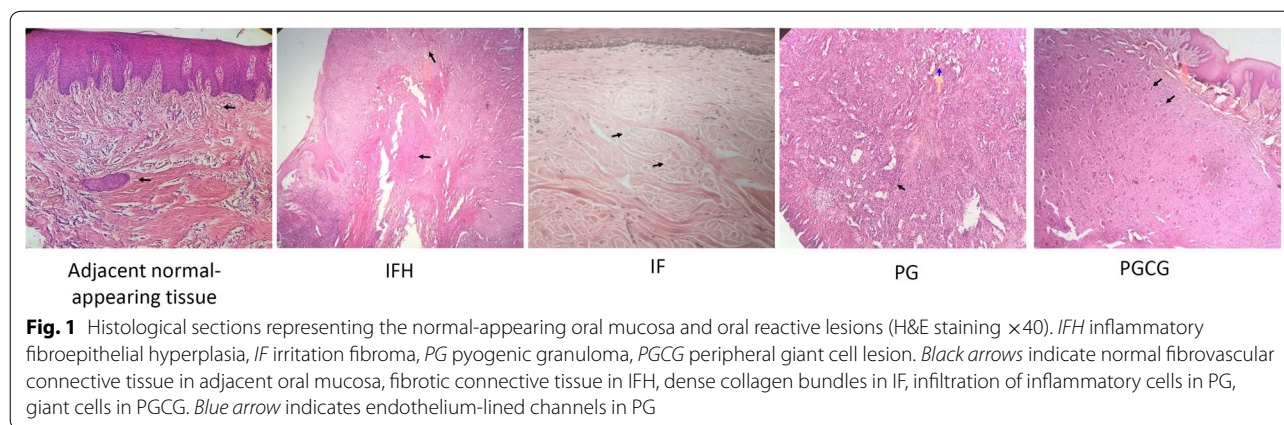 Adjacent normal-
appearing tissue
IFH
IF
PG
PGCG
Fig. 1 Histological sections representing the normal-appearing oral mucosa and oral reactive lesions (H&E staining ×40). IFH inflammatory
fibroepithelial hyperplasia, IF irritation fibroma, PG pyogenic granuloma, PGCG peripheral giant cell lesion. Black arrows indicate normal fibrovascular
connective tissue in adjacent oral mucosa, fibrotic connective tissue in IFH, dense collagen bundles in IF, infiltration of inflammatory cells in PG,
giant cells in PGCG. Blue arrow indicates endothelium-lined channels in PG